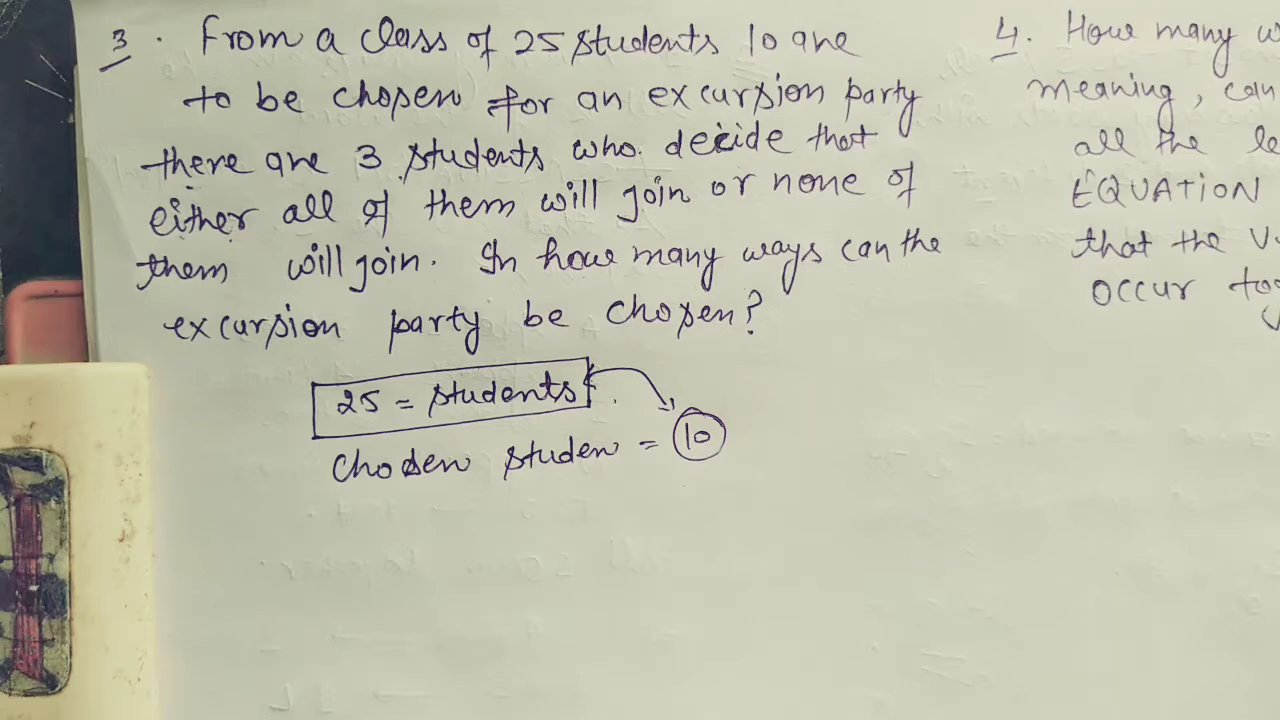 3. From a class of 25 students 10 are
to be chosen for an excursion party
there are 3 students who decide that
either all of them will join or none of
them will join. In how many ways can the
excursion party be chosen?
25 = students
chosen studen = 10
4. How many w
meaning, can
all the le
EQUATION
that the v
occur tog